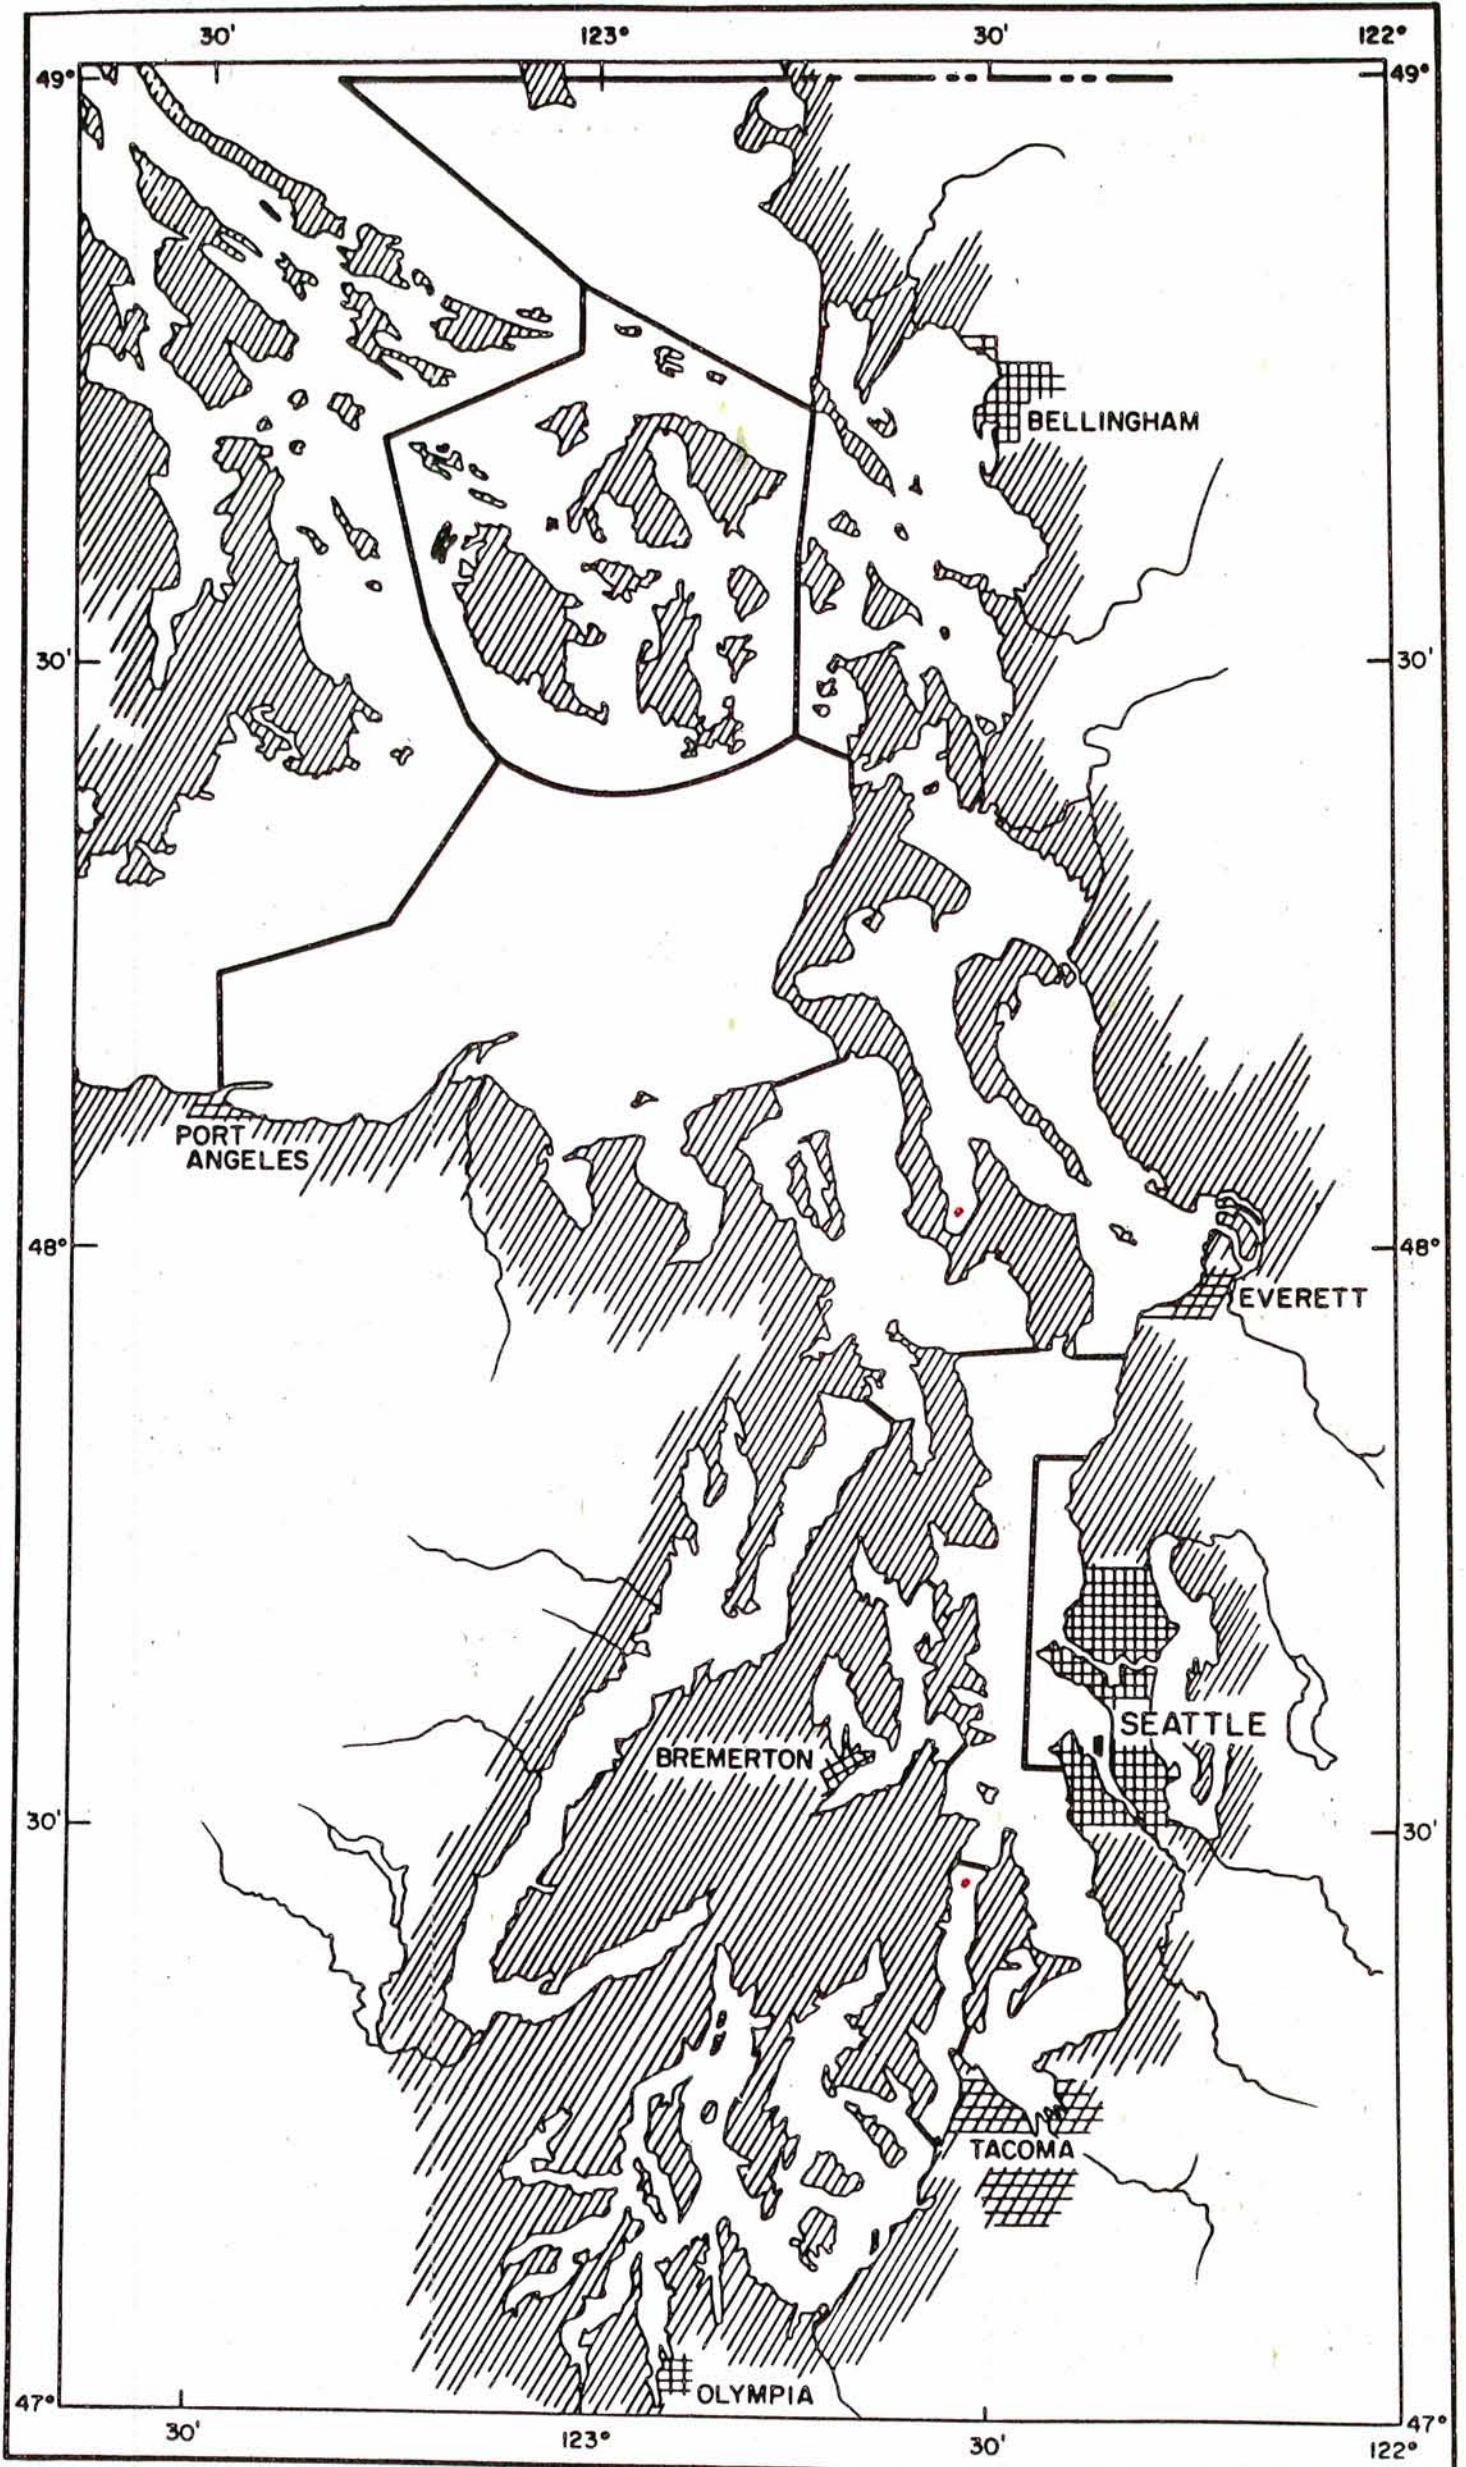 30' 123° 30' 122°
49° 49°
BELLINGHAM
30' 30'
PORT
ANGELES
48° 48°
EVERETT
SEATTLE
BREMERTON
30' 30'
TACOMA
OLYMPIA
47° 47°
30' 123° 30' 122°